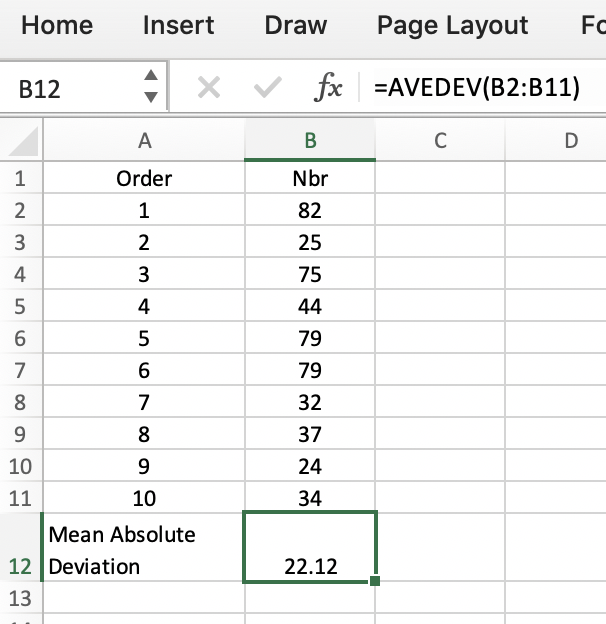 Home Insert Draw Page Layout
B12 fx =AVEDEV(B2:B11)
A B C D
1 Order Nbr
2 1 82
3 2 25
4 3 75
5 4 44
6 5 79
7 6 79
8 7 32
9 8 37
10 9 24
11 10 34
Mean Absolute
12 Deviation 22.12
13